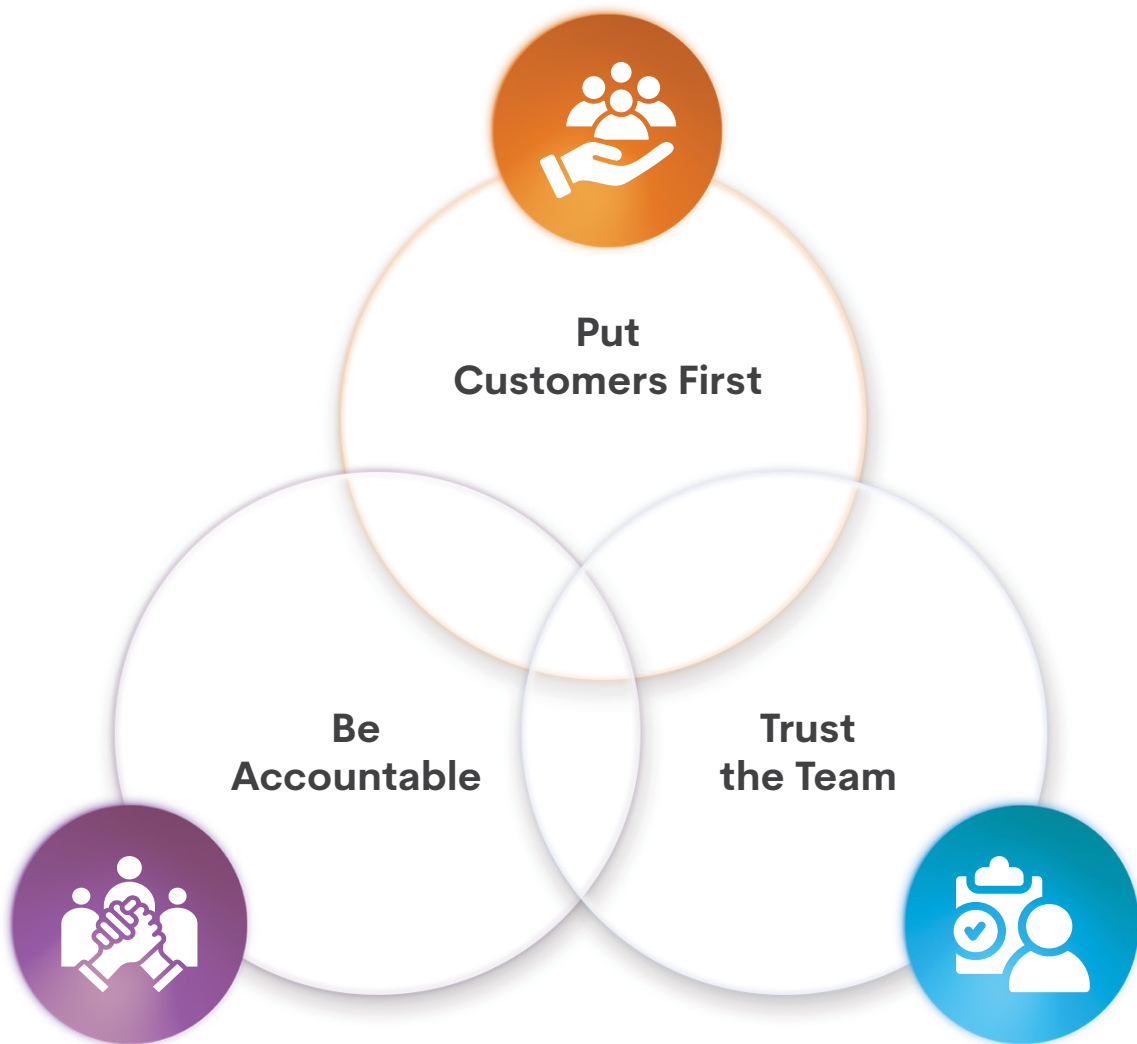 Put
Customers First
Be
Accountable
Trust
the Team